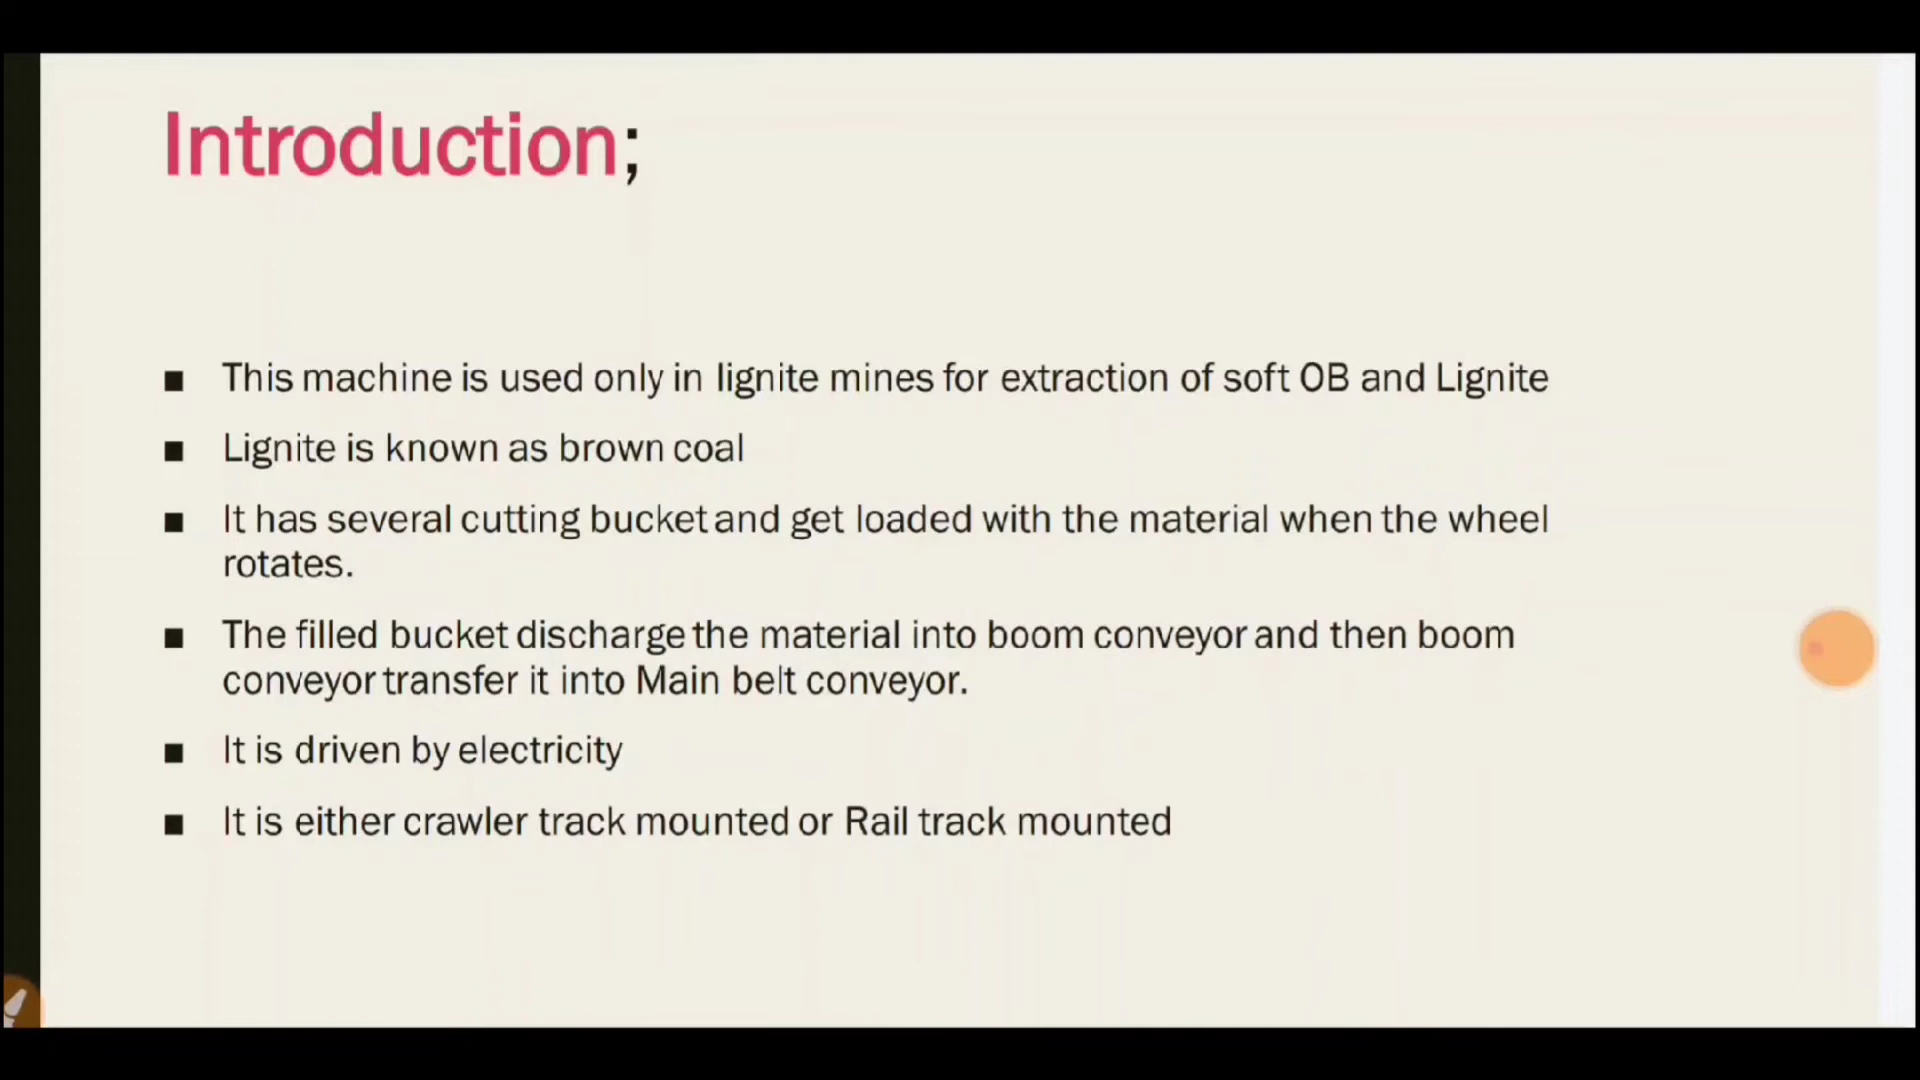 Introduction;
This machine is used only in lignite mines for extraction of soft OB and Lignite
Lignite is known as brown coal
It has several cutting bucket and get loaded with the material when the wheel
rotates.
The filled bucket discharge the material into boom conveyor and then boom
conveyor transfer it into Main belt conveyor.
It is driven by electricity
It is either crawler track mounted or Rail track mounted